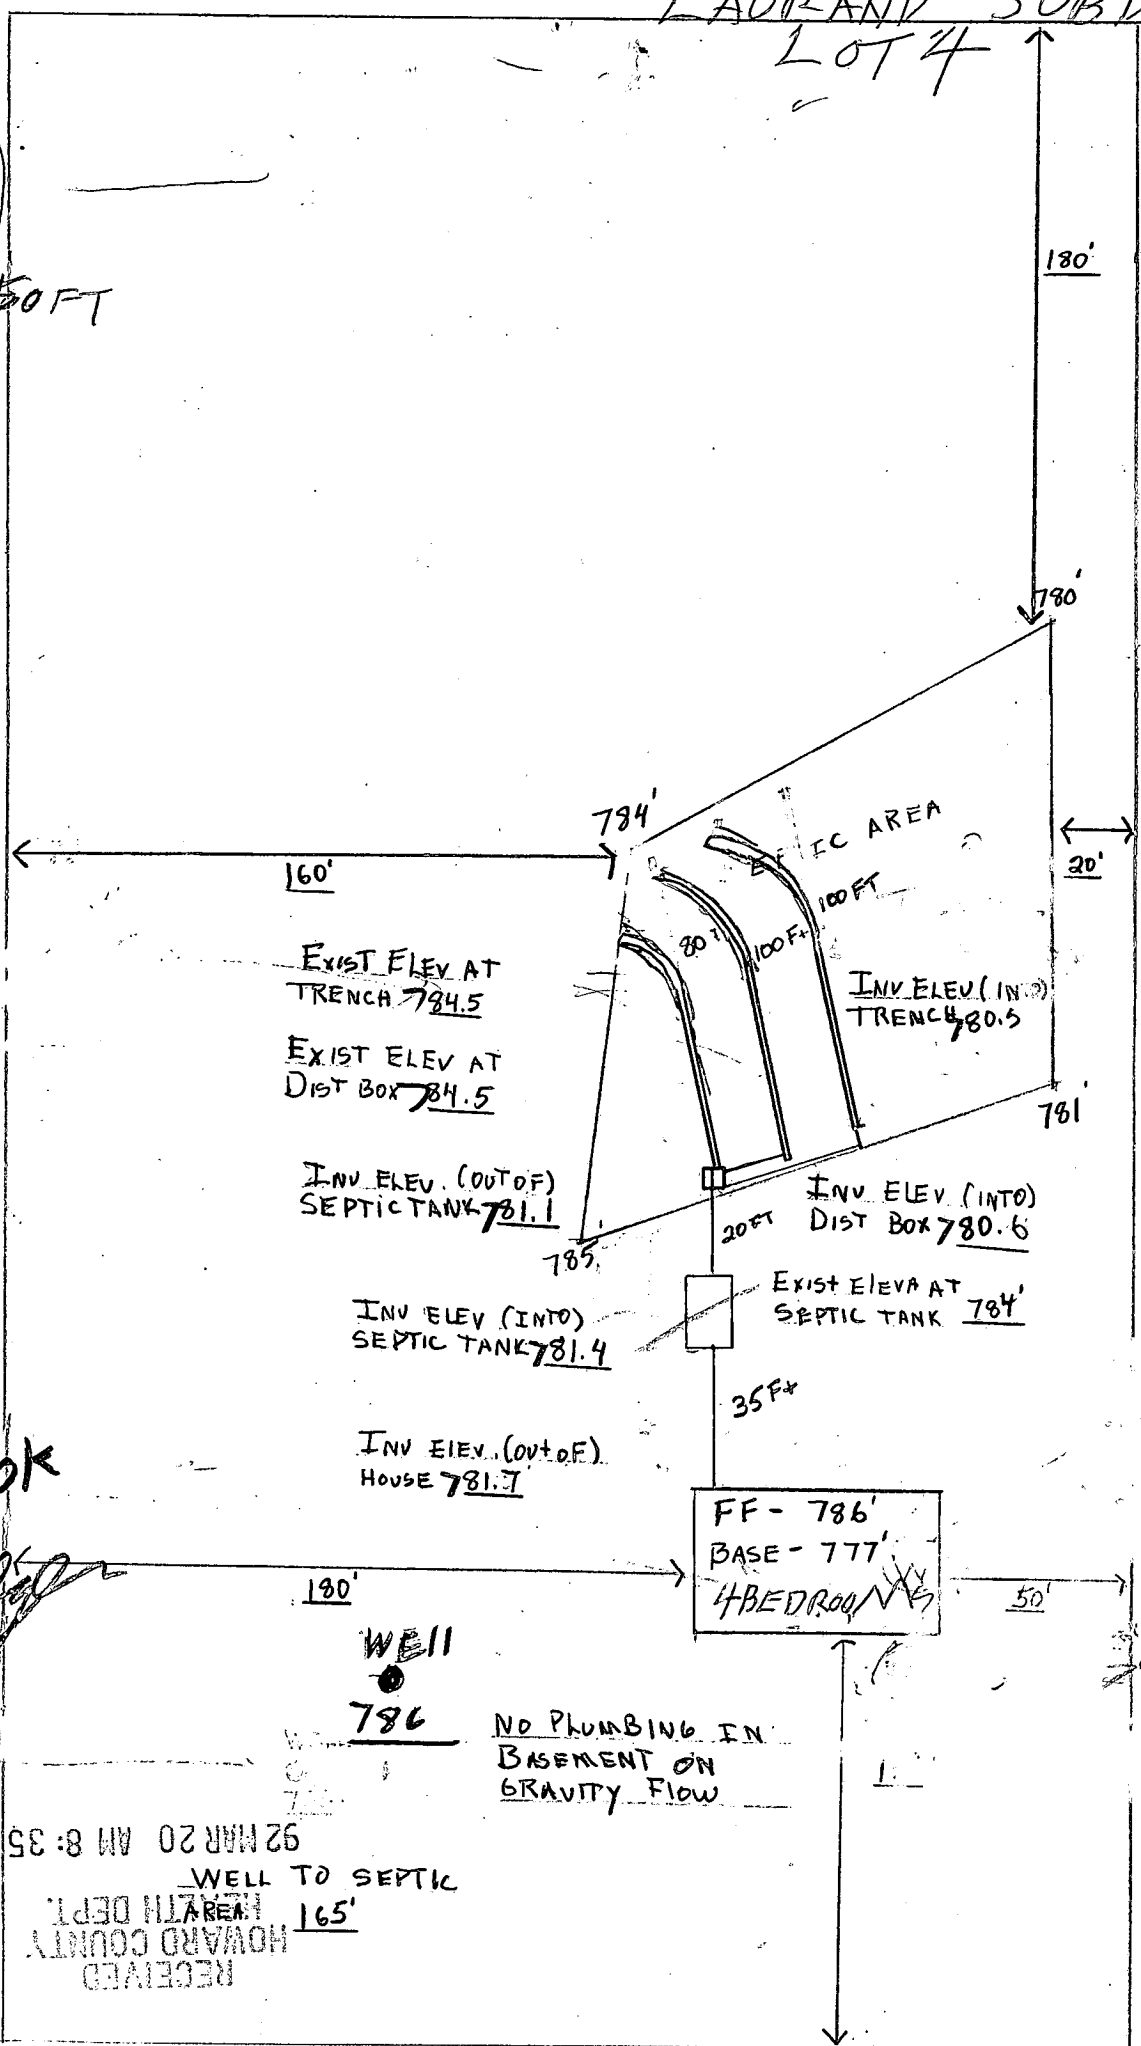 LAURAND SUBD
LOT 4
50 FT
180'
780'
784'
IC AREA
160'
20'
100 FT
80
100 Ft
EXIST ELEV AT
TRENCH 784.5
INV ELEV (INTO)
TRENCH 780.5
EXIST ELEV AT
DIST BOX 784.5
781'
INV ELEV. (OUT OF)
SEPTIC TANK 781.1
INV ELEV (INTO)
DIST BOX 780.6
20 FT
785'
EXIST ELEVA AT
SEPTIC TANK 784'
INV ELEV (INTO)
SEPTIC TANK 781.4
35 Ft
INV ELEV. (OUT OF)
HOUSE 781.7
OK
FF - 786'
BASE - 777'
4 BEDROOMS
180'
50'
WELL
786
NO PLUMBING IN
BASEMENT ON
GRAVITY FLOW
WELL TO SEPTIC
AREA 165'
RECEIVED
HOWARD COUNTY
HEALTH DEPT.
92 MAR 20 AM 8:35